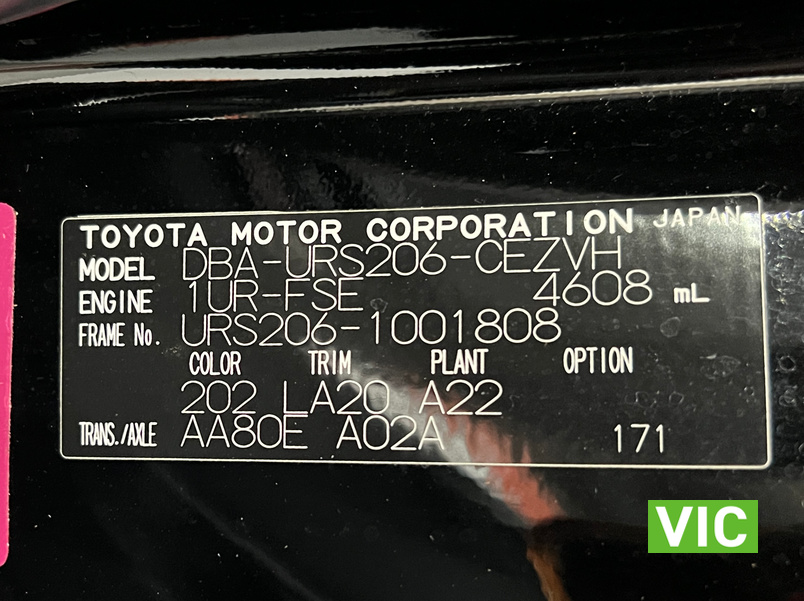 TOYOTA MOTOR CORPORATION JAPAN
MODEL DBA-URS206-CEZVH
ENGINE 1UR-FSE 4608 mL
FRAME No. URS206-1001808
COLOR TRIM PLANT OPTION
202 LA20 A22
TRANS./AXLE AA80E A02A 171
VIC